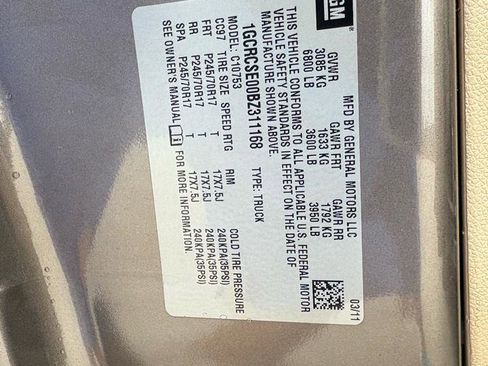 GM
®
MFD BY GENERAL MOTORS LLC
03/11
GVWR GAWR FRT GAWR RR
3085 KG 1633 KG 1792 KG
6800 LB 3600 LB 3950 LB
THIS VEHICLE CONFORMS TO ALL APPLICABLE U.S. FEDERAL MOTOR
VEHICLE SAFETY STANDARDS IN EFFECT ON THE DATE OF
MANUFACTURE SHOWN ABOVE.
1GCRCSE00BZ311168 TYPE: TRUCK
C10753
CC97 TIRE SIZE SPEED RTG RIM COLD TIRE PRESSURE
FRT P245/70R17 T 17X7.5J 240KPA(35PSI)
RR P245/70R17 T 17X7.5J 240KPA(35PSI)
SPA P245/70R17 T 17X7.5J 240KPA(35PSI)
SEE OWNER'S MANUAL FOR MORE INFORMATION.